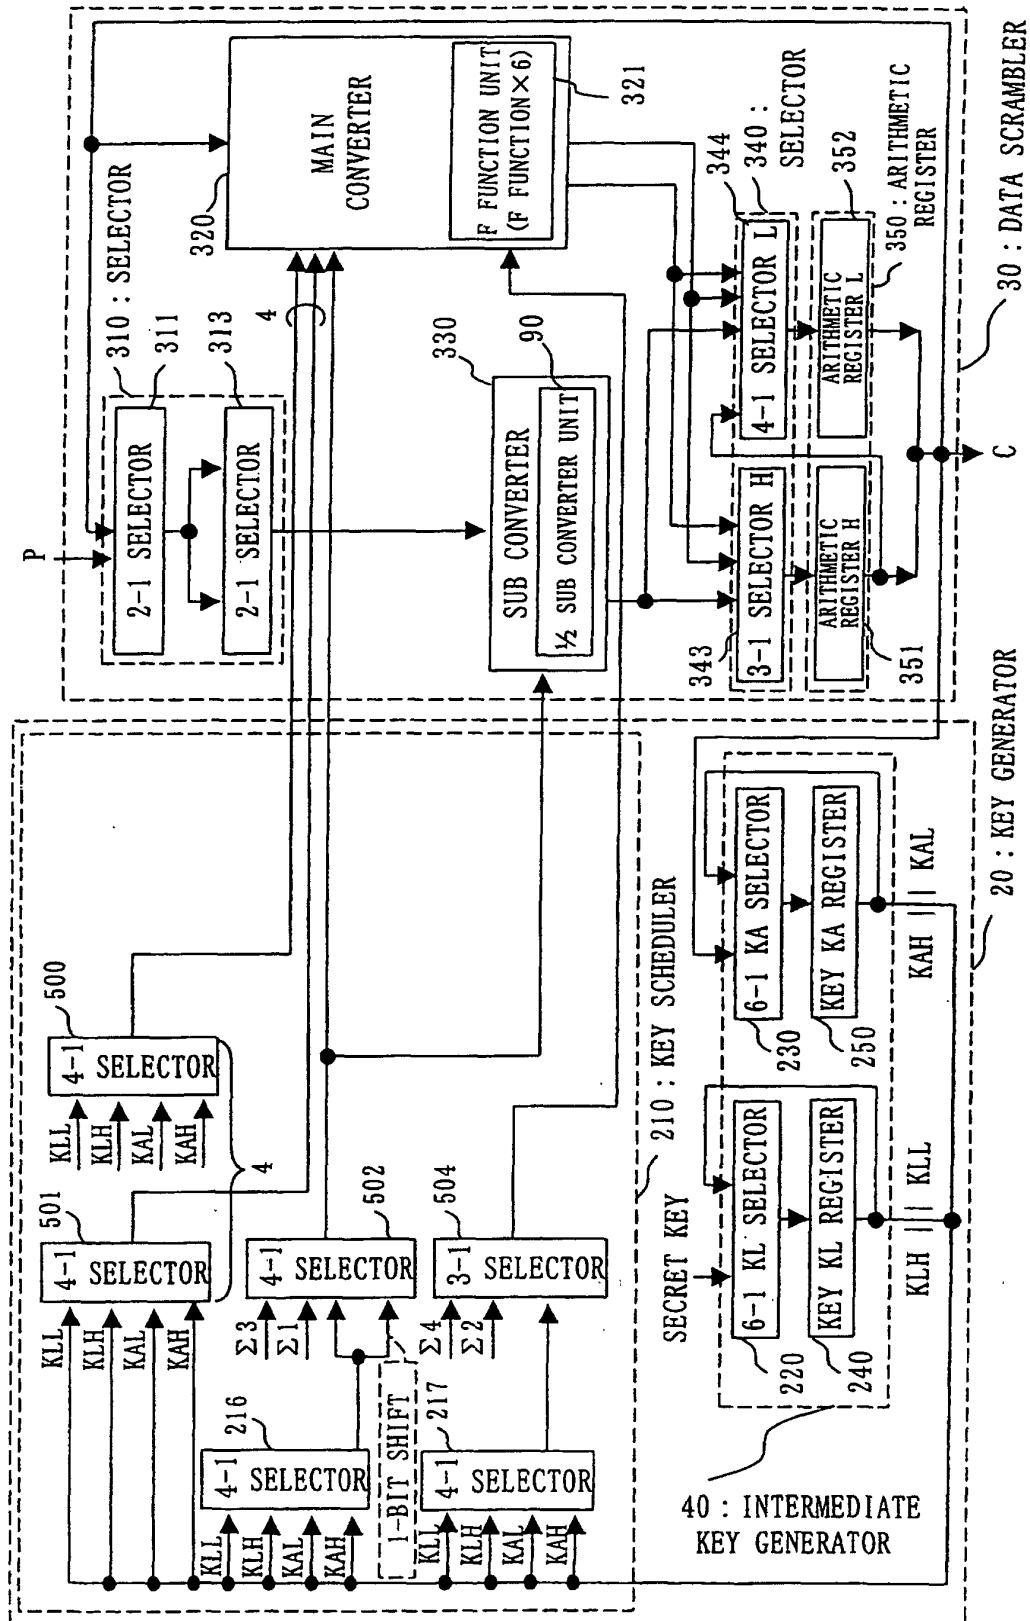 P
310 : SELECTOR
2-1 SELECTOR
311
2-1 SELECTOR
313
320
MAIN
CONVERTER
F FUNCTION UNIT
(F FUNCTION×6)
321
4
330
SUB CONVERTER
90
½ SUB CONVERTER UNIT
343
3-1 SELECTOR H
4-1 SELECTOR L
344
340 :
SELECTOR
ARITHMETIC
REGISTER H
351
ARITHMETIC
REGISTER L
352
350 : ARITHMETIC
REGISTER
C
30 : DATA SCRAMBLER
500
4-1
SELECTOR
KLL
KLH
KAL
KAH
4
501
4-1
SELECTOR
KLL
KLH
KAL
KAH
502
4-1
SELECTOR
Σ3
Σ1
504
3-1
SELECTOR
Σ4
Σ2
216
4-1
SELECTOR
KLL
KLH
KAL
KAH
1-BIT SHIFT
217
4-1
SELECTOR
KLL
KLH
KAL
KAH
210 : KEY SCHEDULER
SECRET KEY
6-1 KL SELECTOR
220
KEY KL REGISTER
240
KLH || KLL
6-1 KA SELECTOR
230
KEY KA REGISTER
250
KAH || KAL
40 : INTERMEDIATE
KEY GENERATOR
20 : KEY GENERATOR